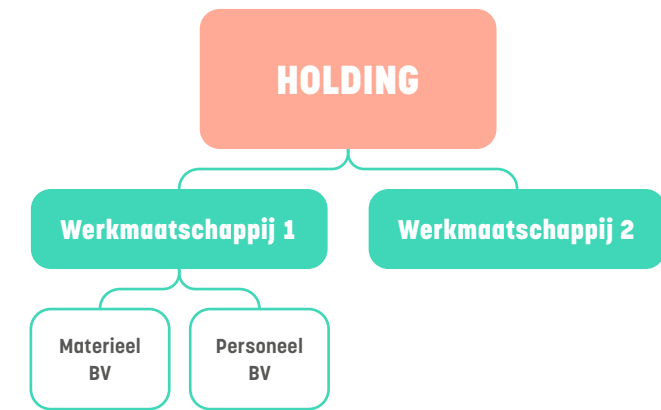 HOLDING
Werkmaatschappij 1
Werkmaatschappij 2
Materieel
BV
Personeel
BV